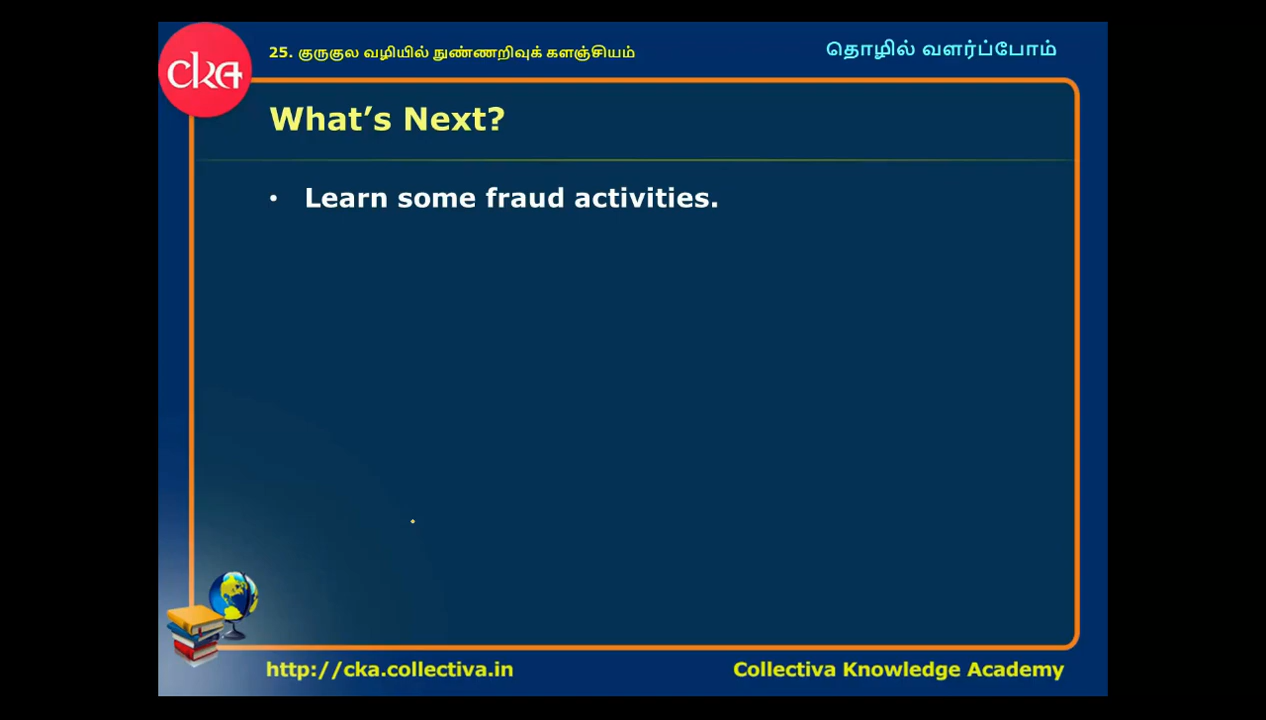 cka
25. குருகுல வழியில் நுண்ணறிவுக் களஞ்சியம்
தொழில் வளர்ப்போம்
What's Next?
• Learn some fraud activities.
http://cka.collectiva.in
Collectiva Knowledge Academy